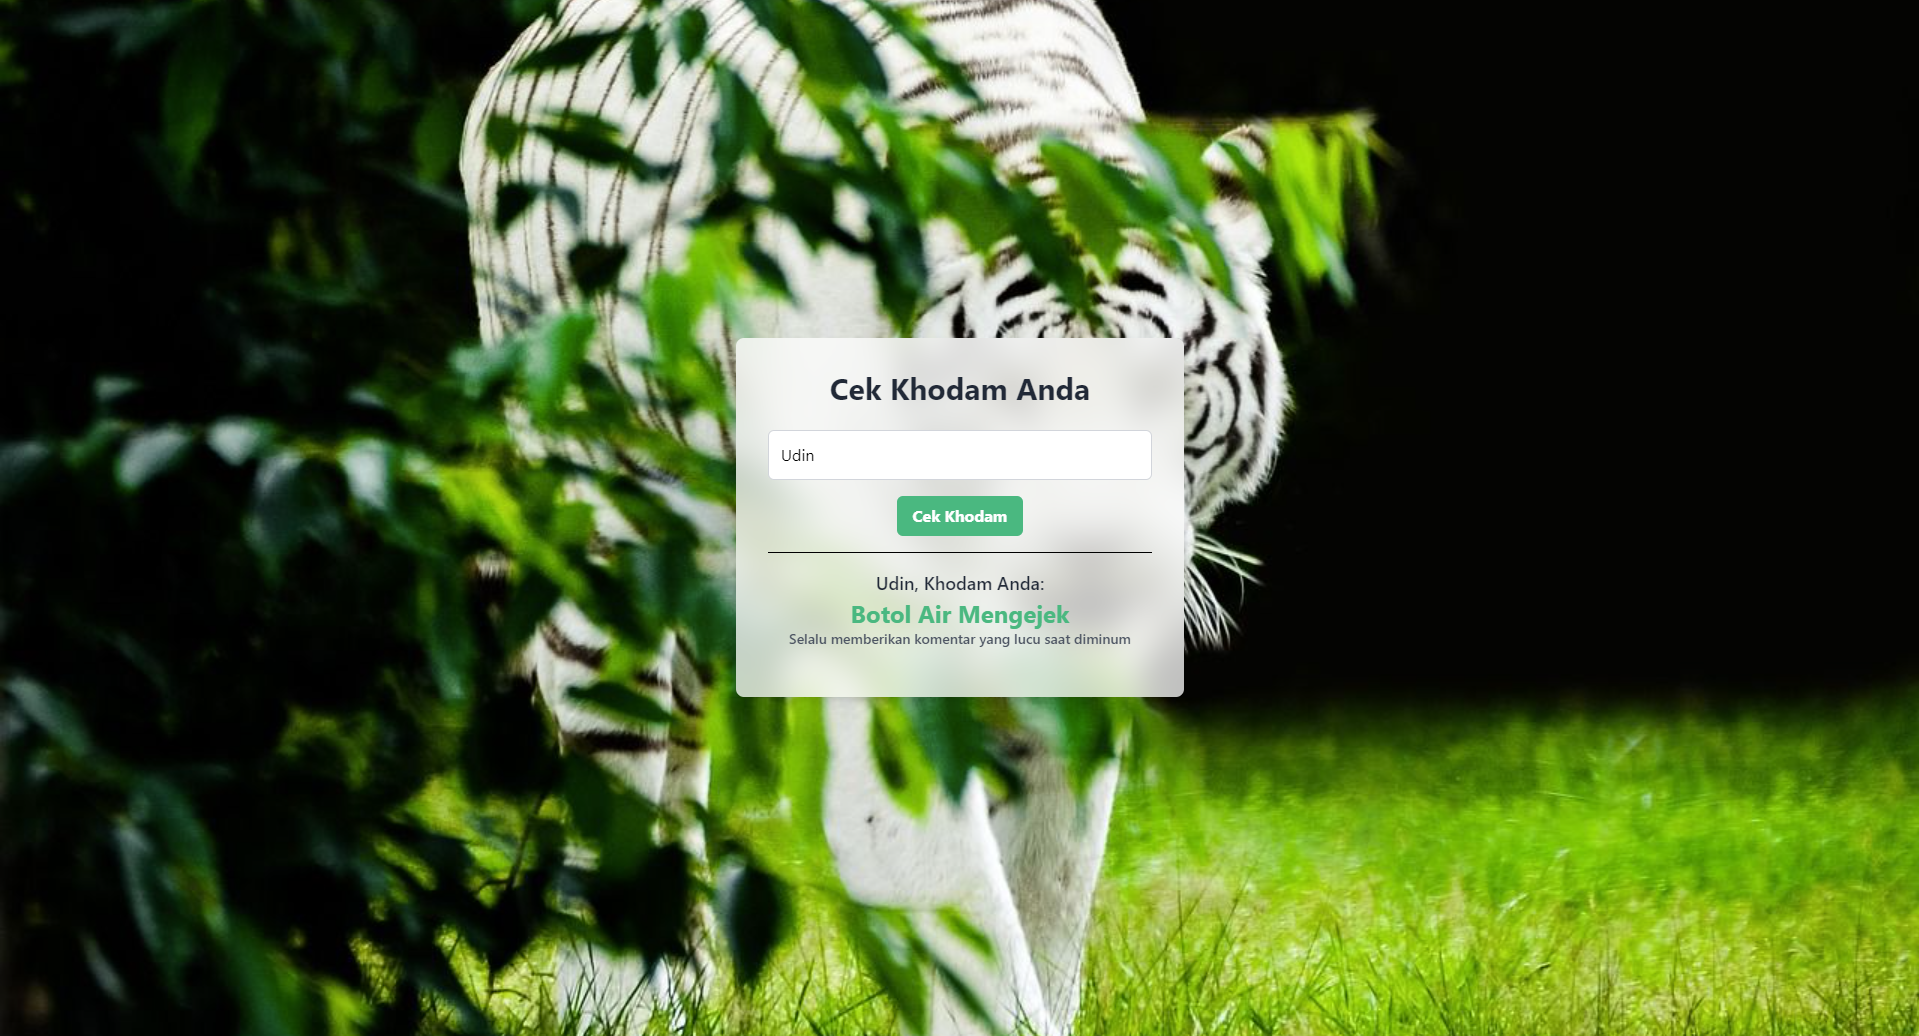 Cek Khodam Anda
Udin
Cek Khodam
Udin, Khodam Anda:
Botol Air Mengejek
Selalu memberikan komentar yang lucu saat diminum